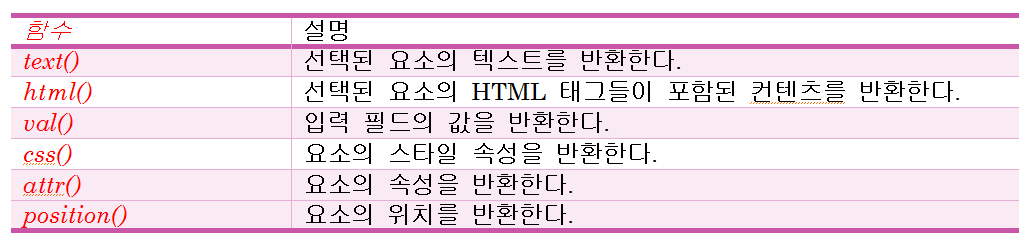 함수 설명
text() 선택된 요소의 텍스트를 반환한다.
html() 선택된 요소의 HTML 태그들이 포함된 컨텐츠를 반환한다.
val() 입력 필드의 값을 반환한다.
css() 요소의 스타일 속성을 반환한다.
attr() 요소의 속성을 반환한다.
position() 요소의 위치를 반환한다.